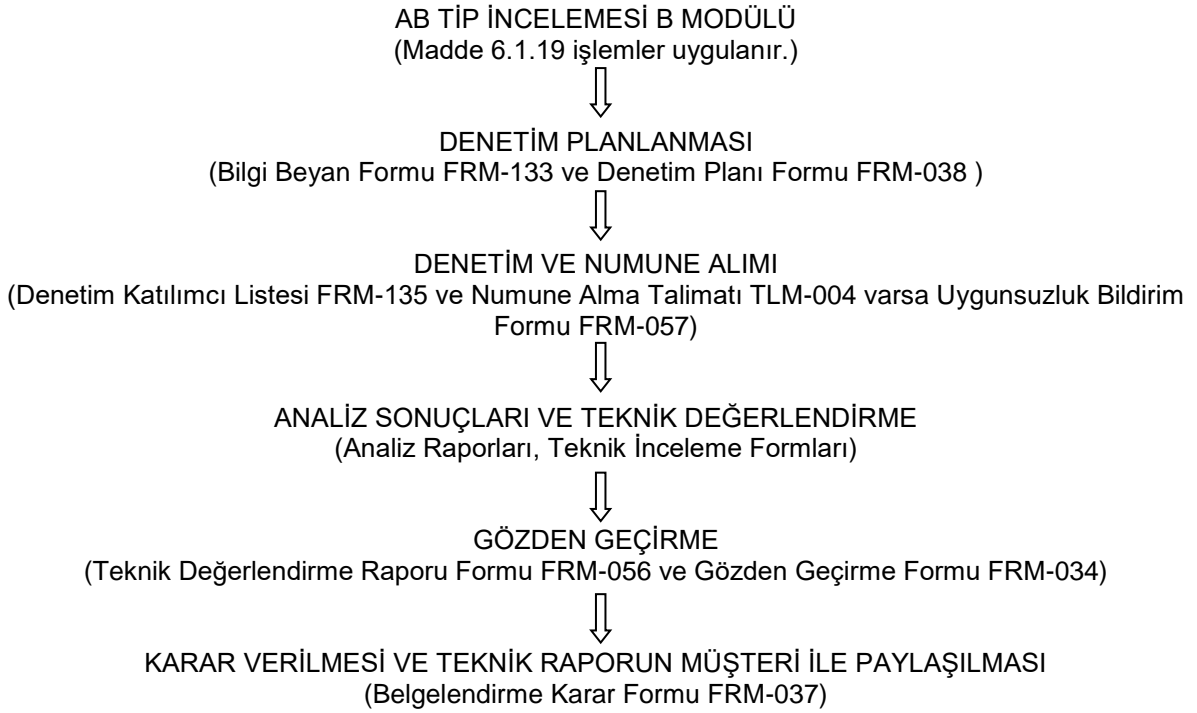 AB TİP İNCELEMESİ B MODÜLÜ
(Madde 6.1.19 işlemler uygulanır.)
DENETİM PLANLANMASI
(Bilgi Beyan Formu FRM-133 ve Denetim Planı Formu FRM-038 )
DENETİM VE NUMUNE ALIMI
(Denetim Katılımcı Listesi FRM-135 ve Numune Alma Talimatı TLM-004 varsa Uygunsuzluk Bildirim
Formu FRM-057)
ANALİZ SONUÇLARI VE TEKNİK DEĞERLENDİRME
(Analiz Raporları, Teknik İnceleme Formları)
GÖZDEN GEÇİRME
(Teknik Değerlendirme Raporu Formu FRM-056 ve Gözden Geçirme Formu FRM-034)
KARAR VERİLMESİ VE TEKNİK RAPORUN MÜŞTERİ İLE PAYLAŞILMASI
(Belgelendirme Karar Formu FRM-037)